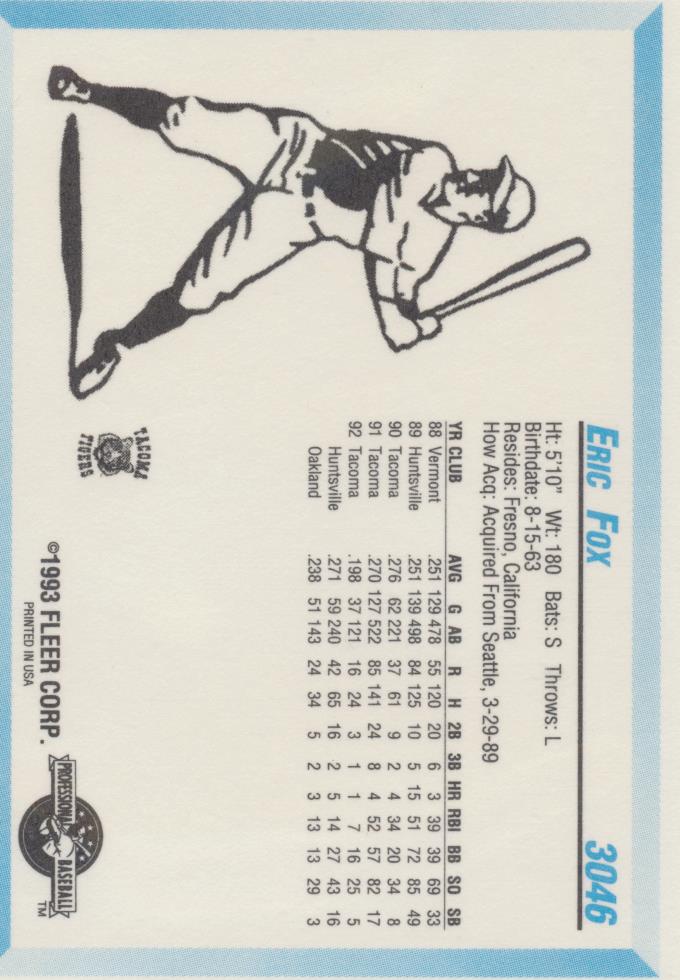 ERIC FOX 3046
Ht: 5'10" Wt: 180 Bats: S Throws: L
Birthdate: 8-15-63
Resides: Fresno, California
How Acq: Acquired From Seattle, 3-29-89
YR CLUB AVG G AB R H 2B 3B HR RBI BB SO SB
88 Vermont .251 129 478 55 120 20 6 3 39 39 69 33
89 Huntsville .251 139 498 84 125 10 5 15 51 72 85 49
90 Tacoma .276 62 221 37 61 9 2 4 34 20 34 8
91 Tacoma .270 127 522 85 141 24 8 4 52 57 82 17
92 Tacoma .198 37 121 16 24 3 1 1 7 16 25 5
Huntsville .271 59 240 42 65 16 2 5 14 27 43 16
Oakland .238 51 143 24 34 5 2 3 13 13 29 3
TACOMA
TIGERS
©1993 FLEER CORP.
PRINTED IN USA
PROFESSIONAL
BASEBALL
TM